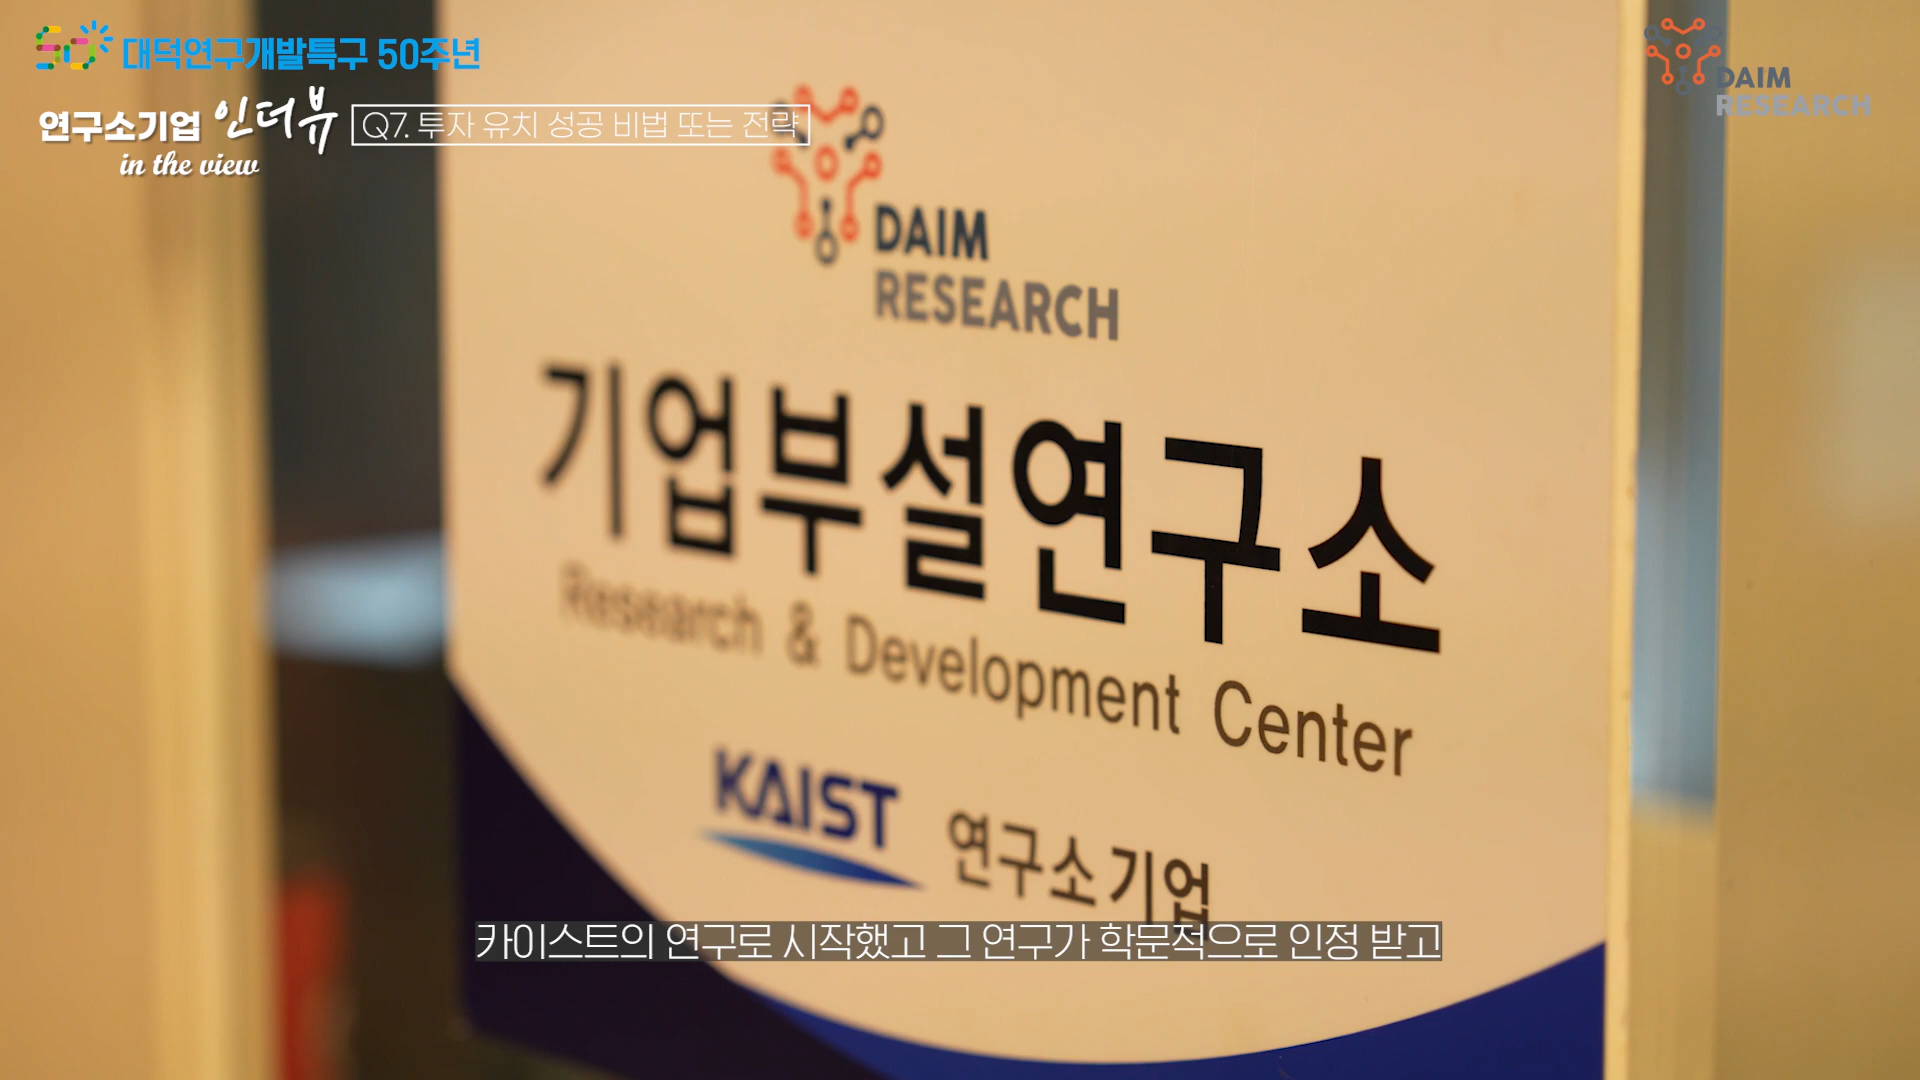 대덕연구개발특구 50주년
연구소기업 인더뷰
in the view
Q7. 투자 유치 성공 비법 또는 전략
DAIM
RESEARCH
DAIM
RESEARCH
기업부설연구소
Research & Development Center
KAIST 연구소기업
카이스트의 연구로 시작했고 그 연구가 학문적으로 인정 받고